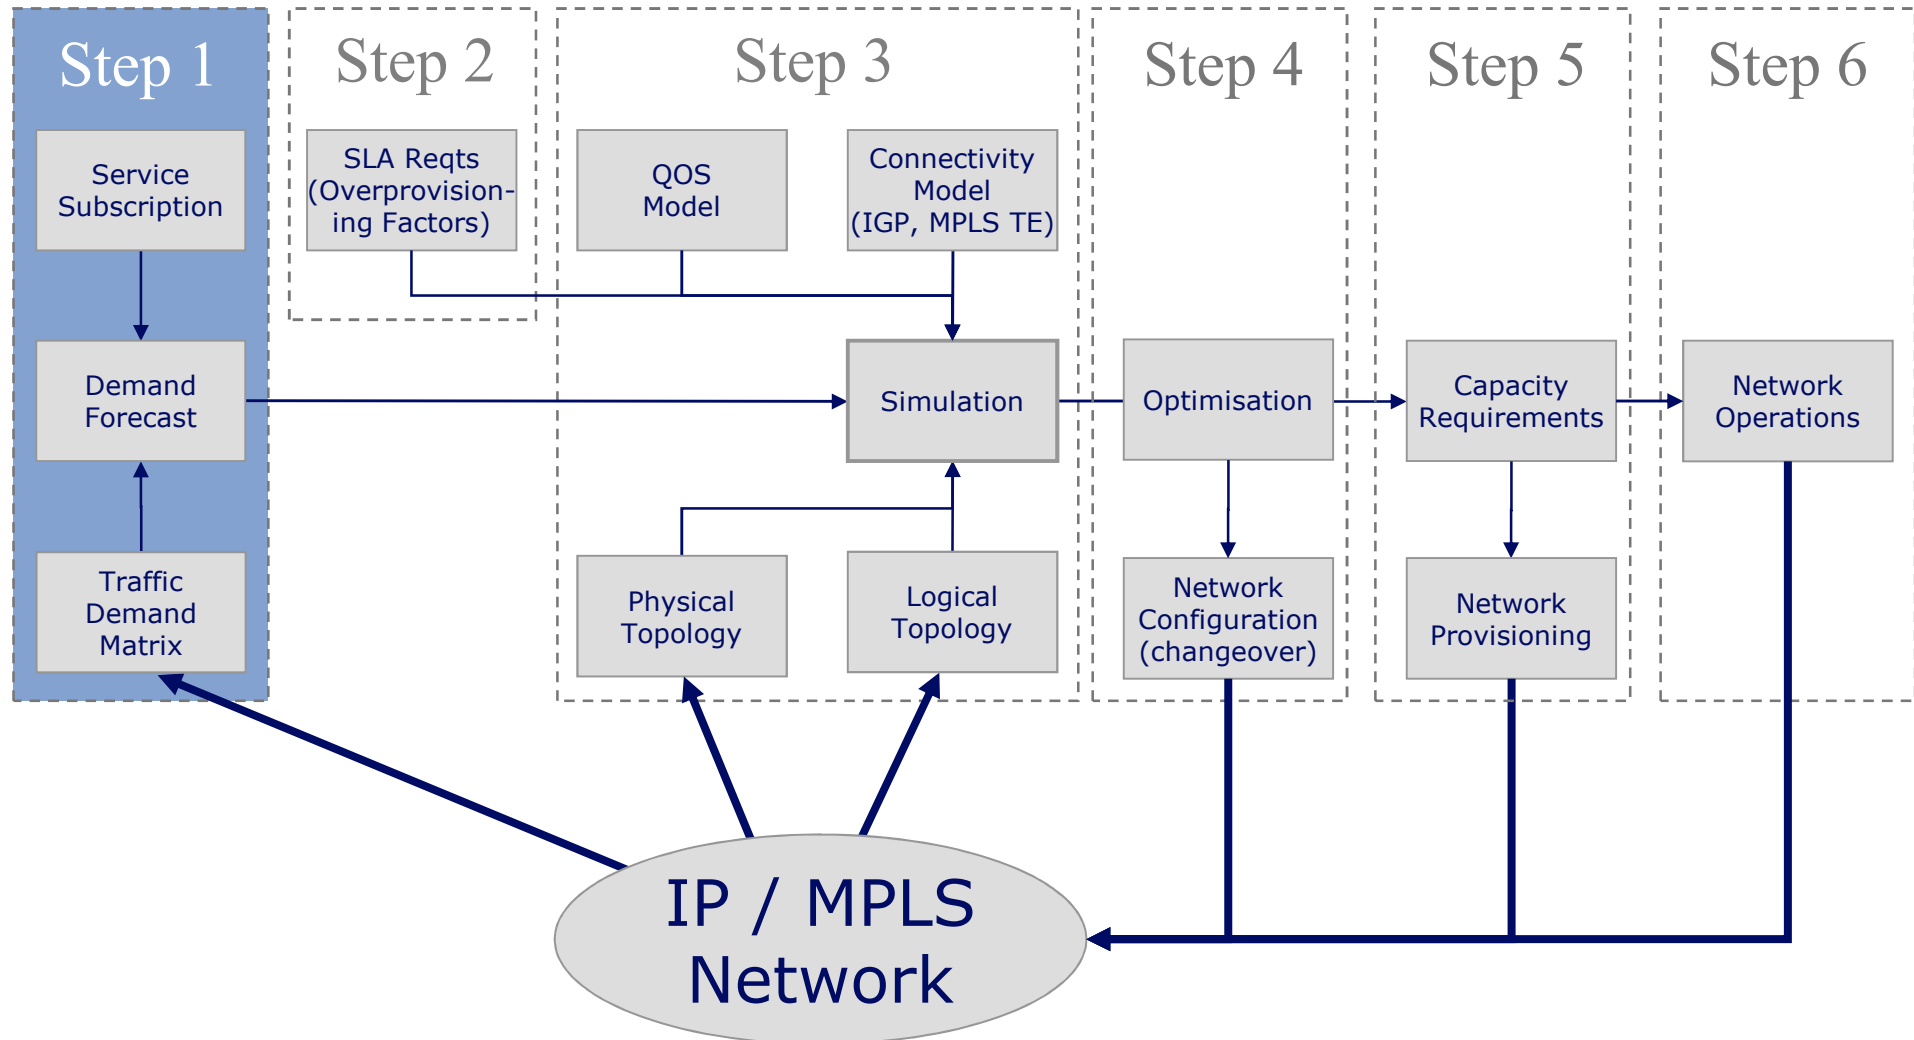 Step 1
Step 2
Step 3
Step 4
Step 5
Step 6
Service
Subscription
SLA Reqts
(Overprovision-
ing Factors)
QOS
Model
Connectivity
Model
(IGP, MPLS TE)
Demand
Forecast
Simulation
Optimisation
Capacity
Requirements
Network
Operations
Traffic
Demand
Matrix
Physical
Topology
Logical
Topology
Network
Configuration
(changeover)
Network
Provisioning
IP / MPLS
Network